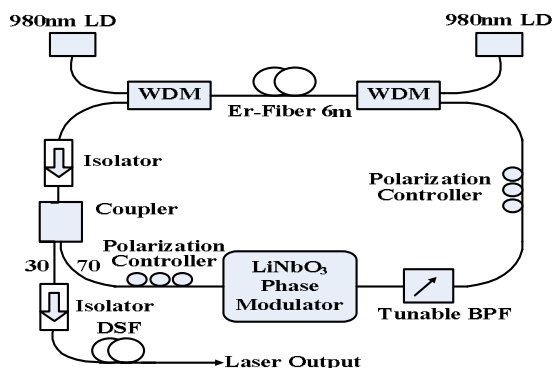 980nm LD
980nm LD
WDM
WDM
Er-Fiber 6m
Isolator
Polarization
Controller
Coupler
30
70
Polarization
Controller
LiNbO₃
Phase
Modulator
Tunable BPF
Isolator
DSF
Laser Output